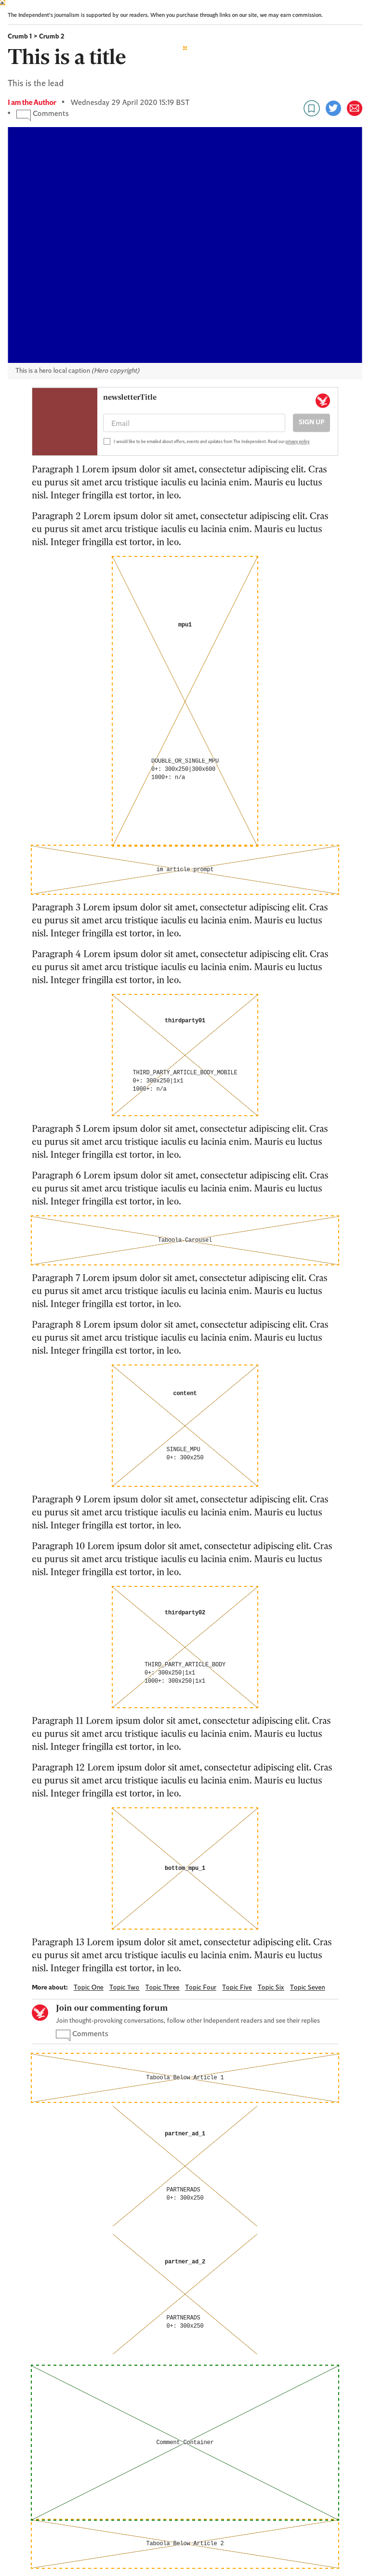 The Independent's journalism is supported by our readers. When you purchase through links on our site, we may earn commission.
Crumb 1 > Crumb 2
This is a title
This is the lead
I am the Author • Wednesday 29 April 2020 15:19 BST
• Comments
This is a hero local caption (Hero copyright)
newsletterTitle
Email
SIGN UP
I would like to be emailed about offers, events and updates from The Independent. Read our privacy policy
Paragraph 1 Lorem ipsum dolor sit amet, consectetur adipiscing elit. Cras
eu purus sit amet arcu tristique iaculis eu lacinia enim. Mauris eu luctus
nisl. Integer fringilla est tortor, in leo.
Paragraph 2 Lorem ipsum dolor sit amet, consectetur adipiscing elit. Cras
eu purus sit amet arcu tristique iaculis eu lacinia enim. Mauris eu luctus
nisl. Integer fringilla est tortor, in leo.
mpu1
DOUBLE_OR_SINGLE_MPU
0+: 300x250|300x600
1000+: n/a
im article prompt
Paragraph 3 Lorem ipsum dolor sit amet, consectetur adipiscing elit. Cras
eu purus sit amet arcu tristique iaculis eu lacinia enim. Mauris eu luctus
nisl. Integer fringilla est tortor, in leo.
Paragraph 4 Lorem ipsum dolor sit amet, consectetur adipiscing elit. Cras
eu purus sit amet arcu tristique iaculis eu lacinia enim. Mauris eu luctus
nisl. Integer fringilla est tortor, in leo.
thirdparty01
THIRD_PARTY_ARTICLE_BODY_MOBILE
0+: 300x250|1x1
1000+: n/a
Paragraph 5 Lorem ipsum dolor sit amet, consectetur adipiscing elit. Cras
eu purus sit amet arcu tristique iaculis eu lacinia enim. Mauris eu luctus
nisl. Integer fringilla est tortor, in leo.
Paragraph 6 Lorem ipsum dolor sit amet, consectetur adipiscing elit. Cras
eu purus sit amet arcu tristique iaculis eu lacinia enim. Mauris eu luctus
nisl. Integer fringilla est tortor, in leo.
Taboola Carousel
Paragraph 7 Lorem ipsum dolor sit amet, consectetur adipiscing elit. Cras
eu purus sit amet arcu tristique iaculis eu lacinia enim. Mauris eu luctus
nisl. Integer fringilla est tortor, in leo.
Paragraph 8 Lorem ipsum dolor sit amet, consectetur adipiscing elit. Cras
eu purus sit amet arcu tristique iaculis eu lacinia enim. Mauris eu luctus
nisl. Integer fringilla est tortor, in leo.
content
SINGLE_MPU
0+: 300x250
Paragraph 9 Lorem ipsum dolor sit amet, consectetur adipiscing elit. Cras
eu purus sit amet arcu tristique iaculis eu lacinia enim. Mauris eu luctus
nisl. Integer fringilla est tortor, in leo.
Paragraph 10 Lorem ipsum dolor sit amet, consectetur adipiscing elit. Cras
eu purus sit amet arcu tristique iaculis eu lacinia enim. Mauris eu luctus
nisl. Integer fringilla est tortor, in leo.
thirdparty02
THIRD_PARTY_ARTICLE_BODY
0+: 300x250|1x1
1000+: 300x250|1x1
Paragraph 11 Lorem ipsum dolor sit amet, consectetur adipiscing elit. Cras
eu purus sit amet arcu tristique iaculis eu lacinia enim. Mauris eu luctus
nisl. Integer fringilla est tortor, in leo.
Paragraph 12 Lorem ipsum dolor sit amet, consectetur adipiscing elit. Cras
eu purus sit amet arcu tristique iaculis eu lacinia enim. Mauris eu luctus
nisl. Integer fringilla est tortor, in leo.
bottom_mpu_1
Paragraph 13 Lorem ipsum dolor sit amet, consectetur adipiscing elit. Cras
eu purus sit amet arcu tristique iaculis eu lacinia enim. Mauris eu luctus
nisl. Integer fringilla est tortor, in leo.
More about: Topic One Topic Two Topic Three Topic Four Topic Five Topic Six Topic Seven
Join our commenting forum
Join thought-provoking conversations, follow other Independent readers and see their replies
Comments
Taboola Below Article 1
partner_ad_1
PARTNERADS
0+: 300x250
partner_ad_2
PARTNERADS
0+: 300x250
Comment Container
Taboola Below Article 2